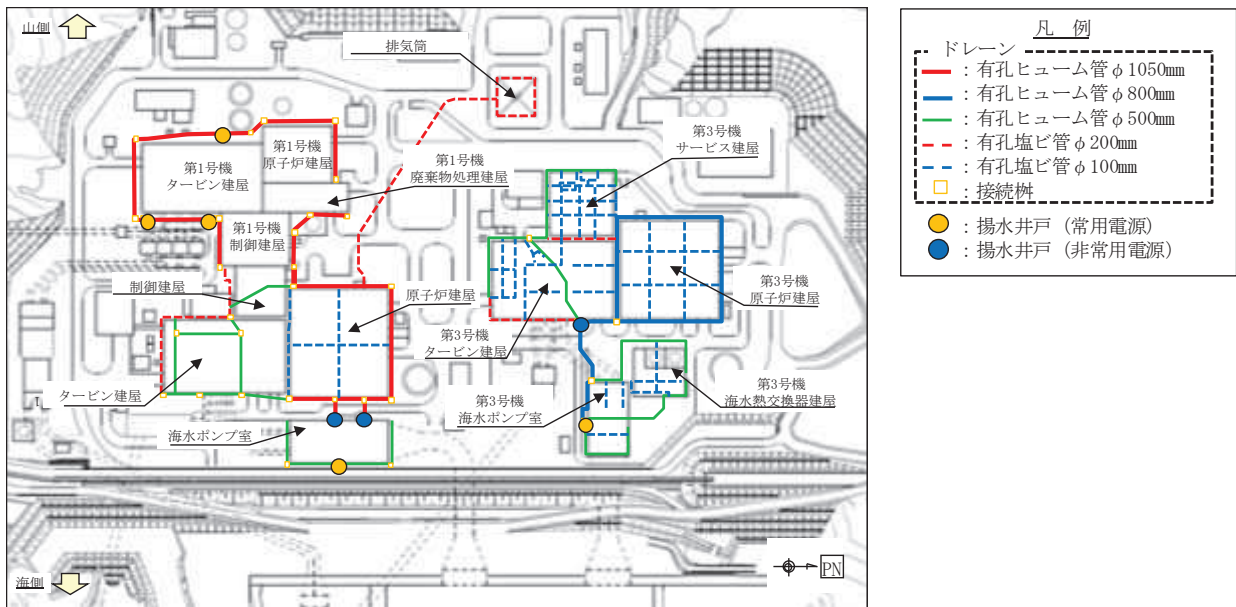 山側
排気筒
第1号機
原子炉建屋
第1号機
タービン建屋
第1号機
廃棄物処理建屋
第3号機
サービス建屋
第1号機
制御建屋
制御建屋
原子炉建屋
第3号機
原子炉建屋
第3号機
タービン建屋
タービン建屋
第3号機
海水ポンプ室
第3号機
海水熱交換器建屋
海水ポンプ室
海側
PN
凡 例
ドレーン
:有孔ヒューム管φ1050mm
:有孔ヒューム管φ800mm
:有孔ヒューム管φ500mm
:有孔塩ビ管φ200mm
:有孔塩ビ管φ100mm
:接続桝
:揚水井戸(常用電源)
:揚水井戸(非常用電源)